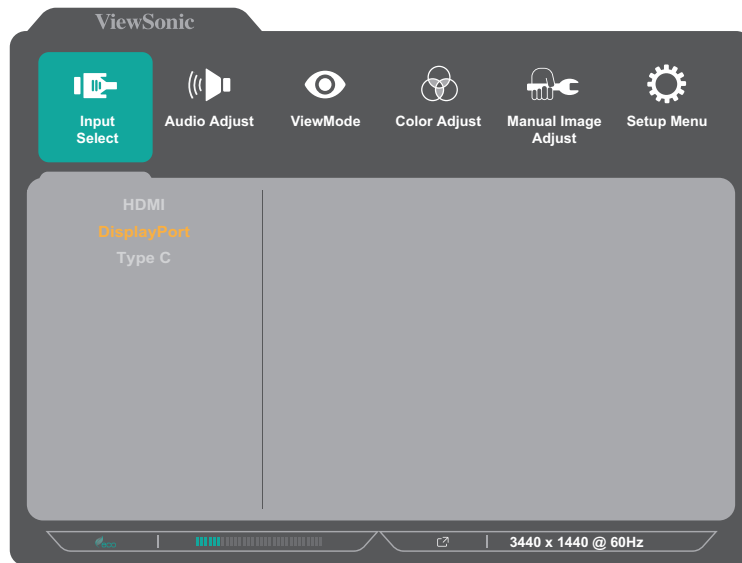 ViewSonic
Input
Select
Audio Adjust
ViewMode
Color Adjust
Manual Image
Adjust
Setup Menu
HDMI
DisplayPort
Type C
eco
3440 x 1440 @ 60Hz